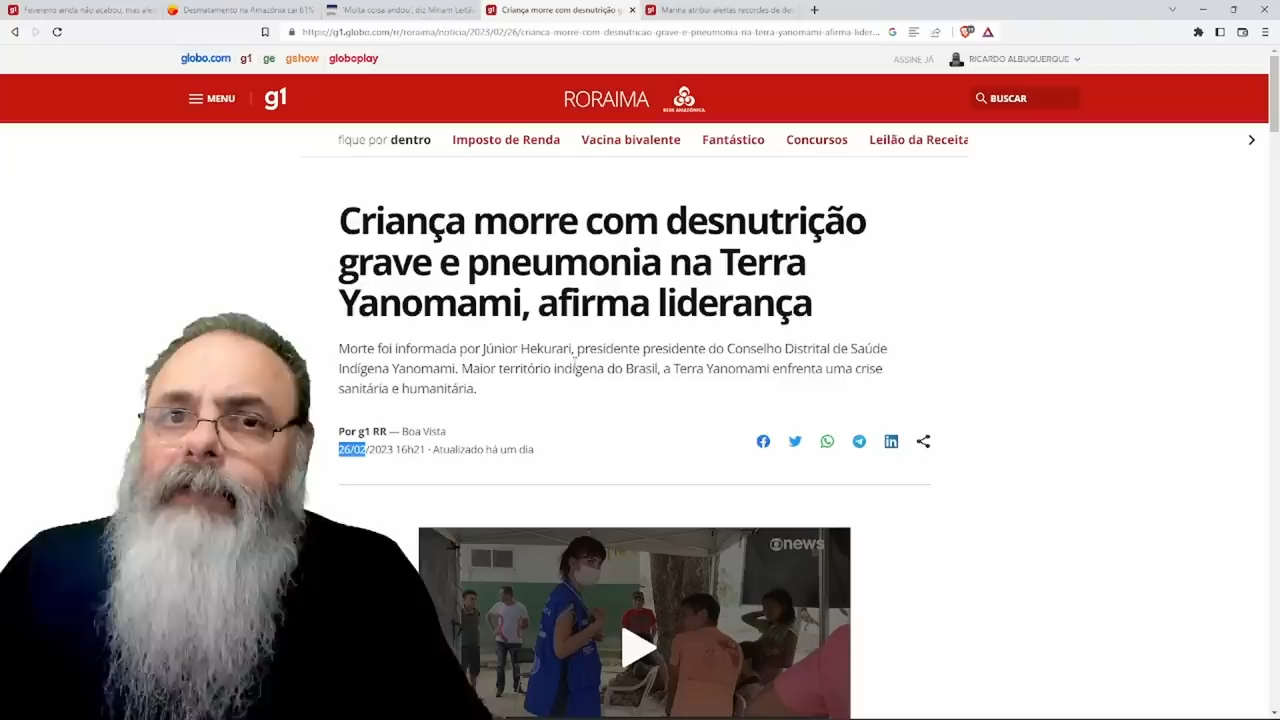 Fevereiro ainda não acabou, mas aler
Desmatamento na Amazônia cai 61%
'Muita coisa andou', diz Miriam Leitão
Criança morre com desnutrição g
Marina atribui alertas recordes de des
https://g1.globo.com/rr/roraima/noticia/2023/02/26/crianca-morre-com-desnutricao-grave-e-pneumonia-na-terra-yanomami-afirma-lider...
globo.com g1 ge gshow globoplay
ASSINE JÁ
RICARDO ALBUQUERQUE
MENU
g1
RORAIMA
REDE AMAZÔNICA
BUSCAR
fique por dentro
Imposto de Renda
Vacina bivalente
Fantástico
Concursos
Leilão da Receita
Criança morre com desnutrição
grave e pneumonia na Terra
Yanomami, afirma liderança
Morte foi informada por Júnior Hekurari, presidente presidente do Conselho Distrital de Saúde
Indígena Yanomami. Maior território indígena do Brasil, a Terra Yanomami enfrenta uma crise
sanitária e humanitária.
Por g1 RR — Boa Vista
26/02/2023 16h21 · Atualizado há um dia
news